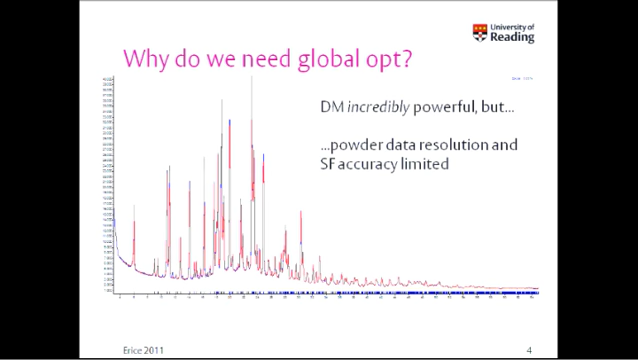 University of
Reading
Why do we need global opt?
DM incredibly powerful, but...
...powder data resolution and
SF accuracy limited
Erice 2011
4